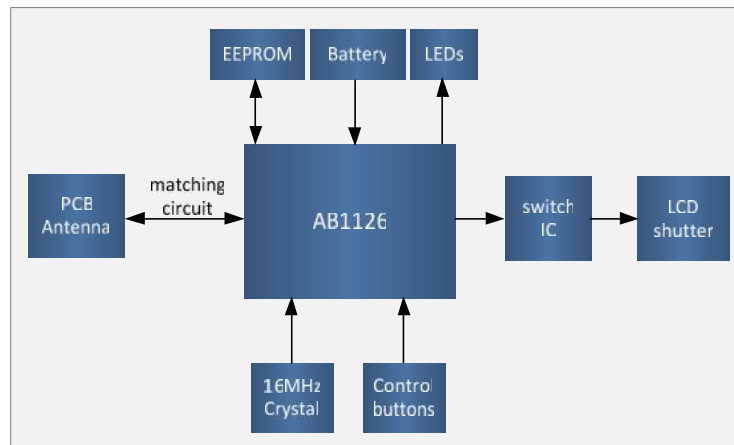 EEPROM
Battery
LEDs
PCB
Antenna
matching
circuit
AB1126
switch
IC
LCD
shutter
16MHz
Crystal
Control
buttons